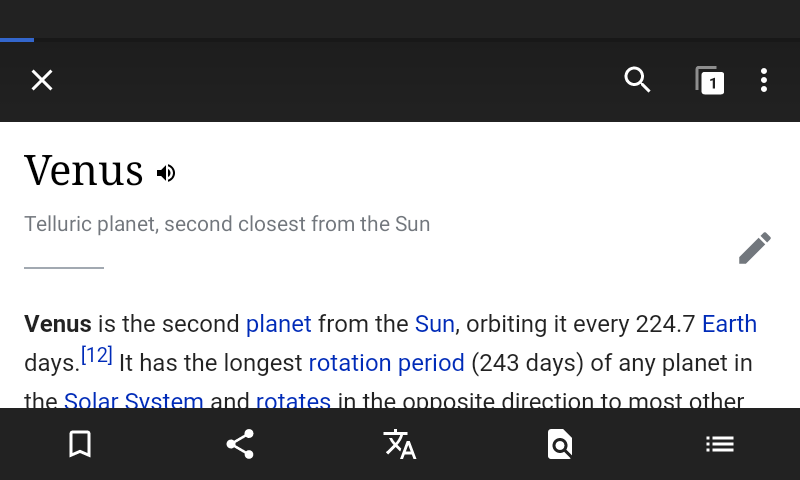 1
Venus
Telluric planet, second closest from the Sun
Venus is the second planet from the Sun, orbiting it every 224.7 Earth
days.[12] It has the longest rotation period (243 days) of any planet in
the Solar System and rotates in the opposite direction to most other